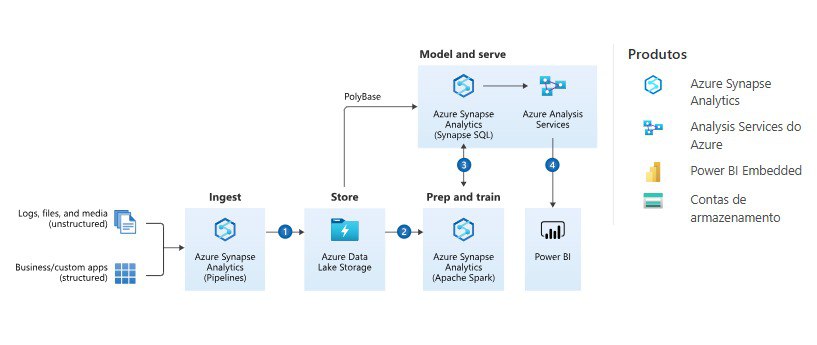 Model and serve
PolyBase
Azure Synapse
Analytics
(Synapse SQL)
Azure Analysis
Services
3
4
Ingest
Store
Prep and train
Logs, files, and media
(unstructured)
Business/custom apps
(structured)
Azure Synapse
Analytics
(Pipelines)
1
Azure Data
Lake Storage
2
Azure Synapse
Analytics
(Apache Spark)
Power BI
Produtos
Azure Synapse
Analytics
Analysis Services do
Azure
Power BI Embedded
Contas de
armazenamento